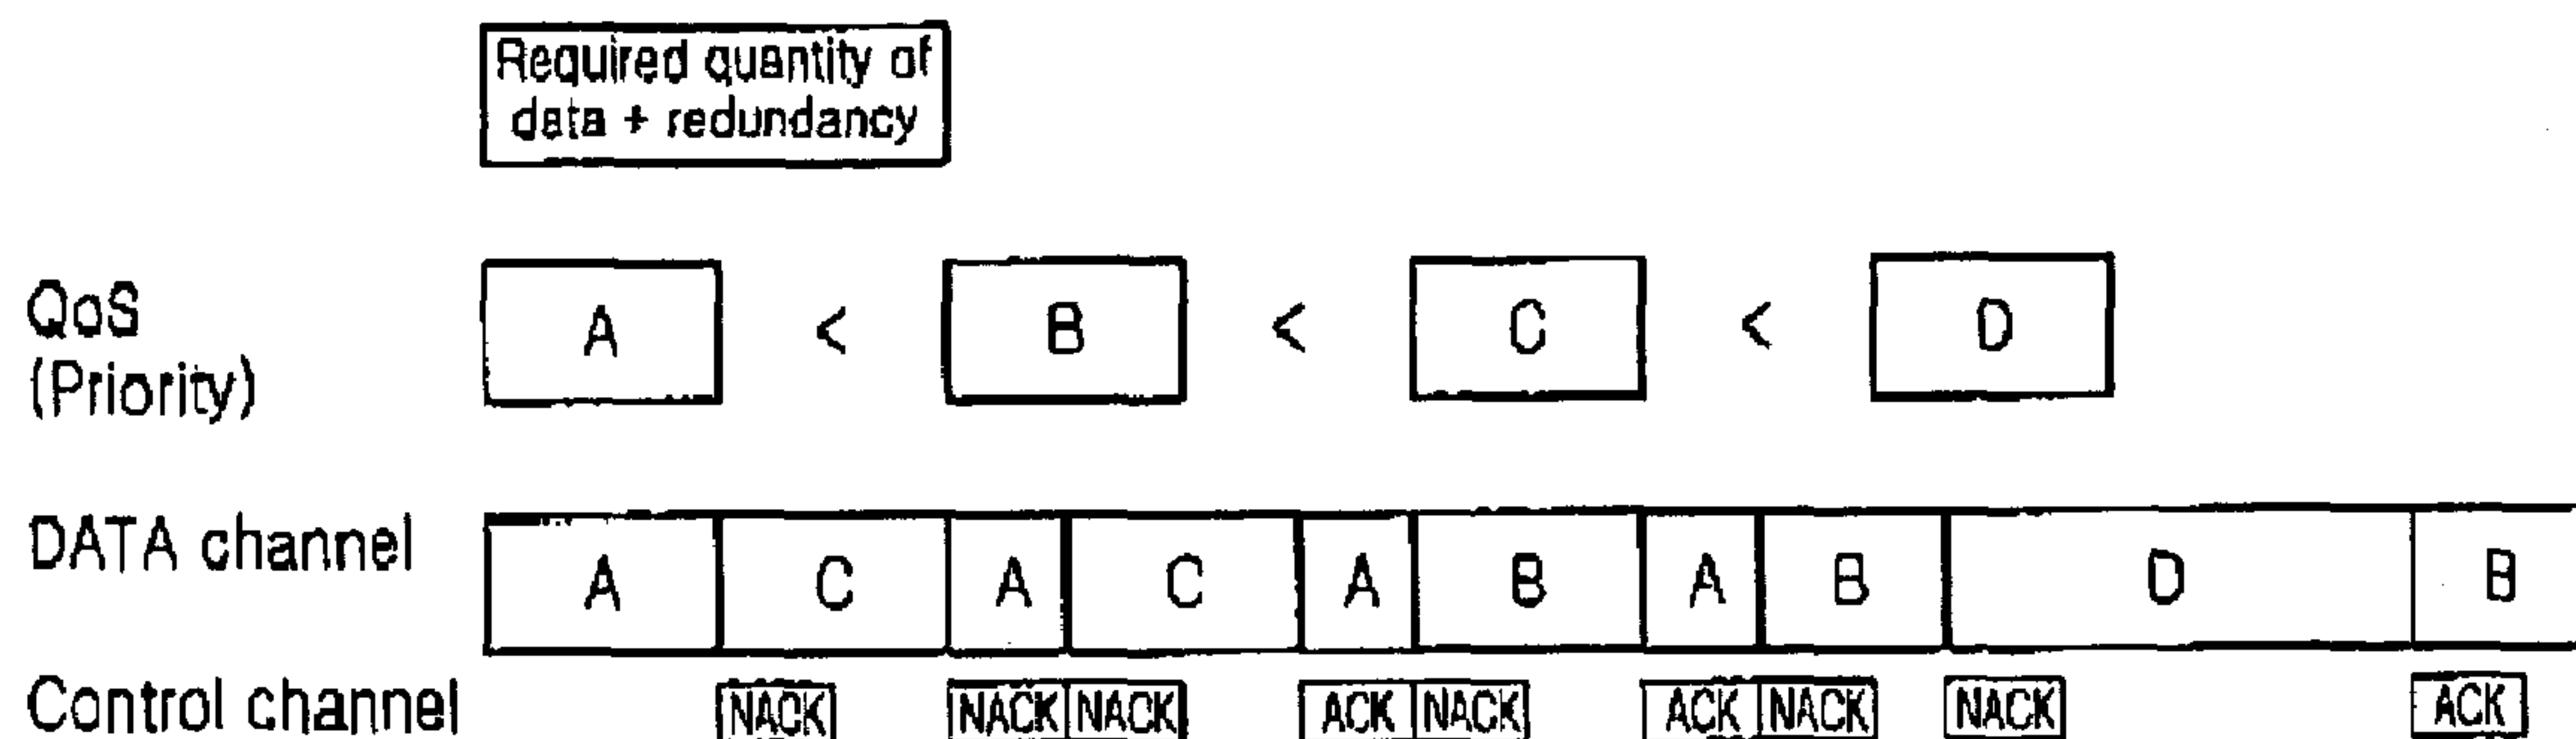 Required quantity of
data + redundancy
QoS
(Priority)
A < B < C < D
DATA channel
A C A C A B A B D B
Control channel
NACK NACK NACK ACK NACK ACK NACK NACK ACK